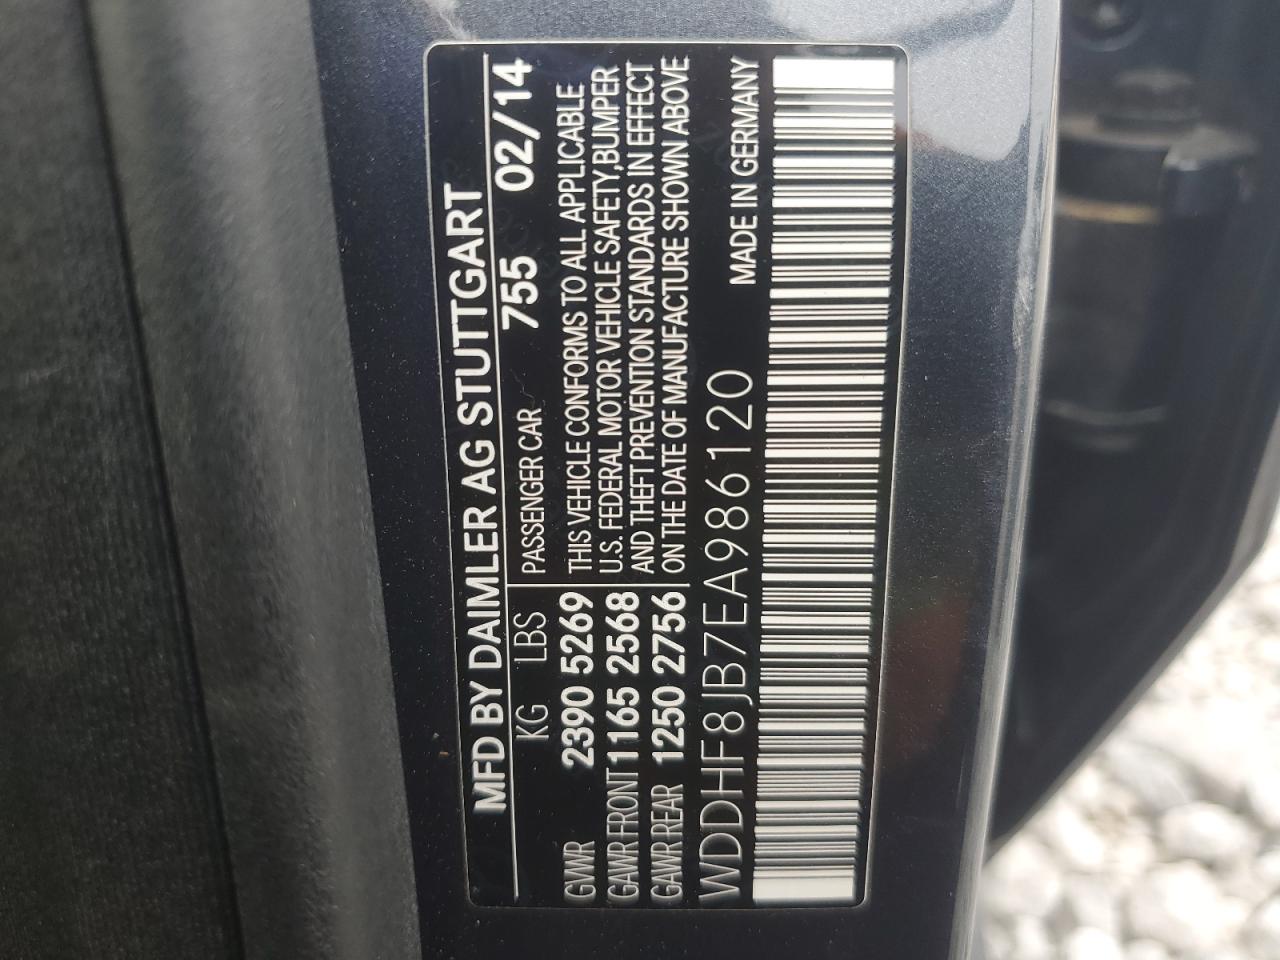 MFD BY DAIMLER AG STUTTGART
755 02/14
KG LBS
PASSENGER CAR
GVWR 2390 5269
GAWR FRONT 1165 2568
GAWR REAR 1250 2756
THIS VEHICLE CONFORMS TO ALL APPLICABLE
U.S. FEDERAL MOTOR VEHICLE SAFETY,BUMPER
AND THEFT PREVENTION STANDARDS IN EFFECT
ON THE DATE OF MANUFACTURE SHOWN ABOVE
WDDHF8JB7EA986120
MADE IN GERMANY